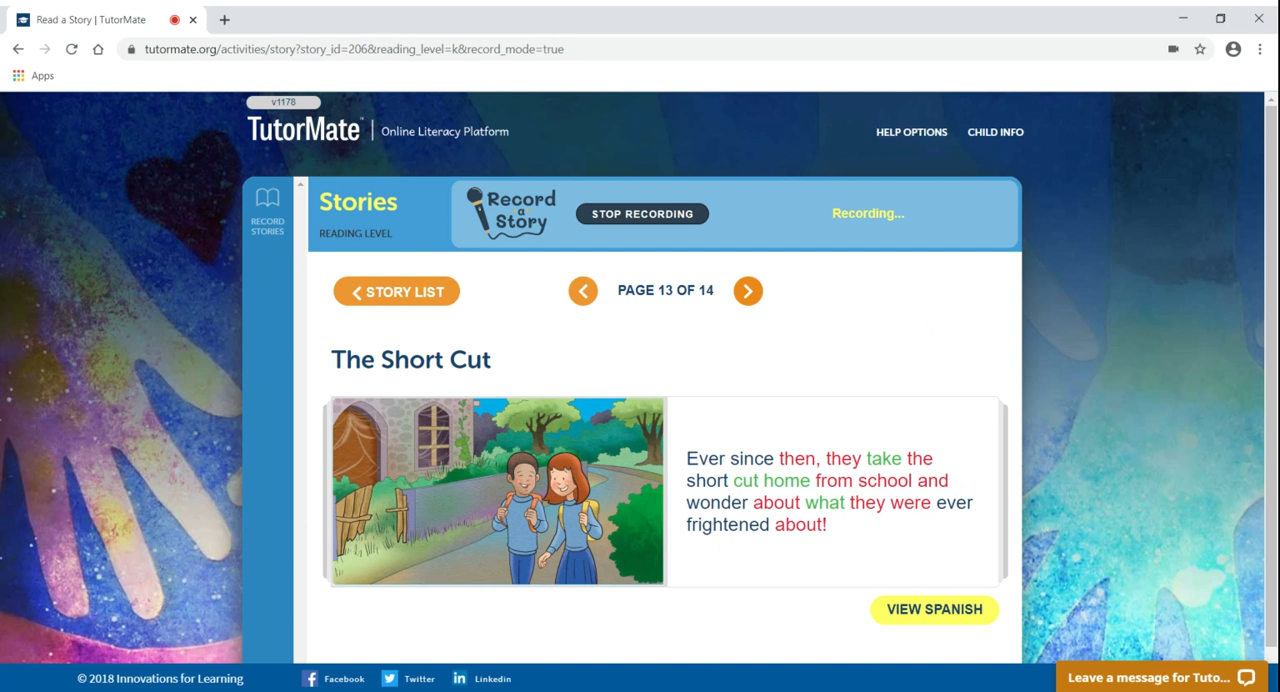 Read a Story | TutorMate
tutormate.org/activities/story?story_id=206&reading_level=k&record_mode=true
Apps
v1178
TutorMate | Online Literacy Platform
HELP OPTIONS CHILD INFO
RECORD
STORIES
Stories
READING LEVEL
Record
a
Story
STOP RECORDING
Recording...
STORY LIST
PAGE 13 OF 14
The Short Cut
Ever since then, they take the
short cut home from school and
wonder about what they were ever
frightened about!
VIEW SPANISH
© 2018 Innovations for Learning
Facebook Twitter Linkedin
Leave a message for Tuto...